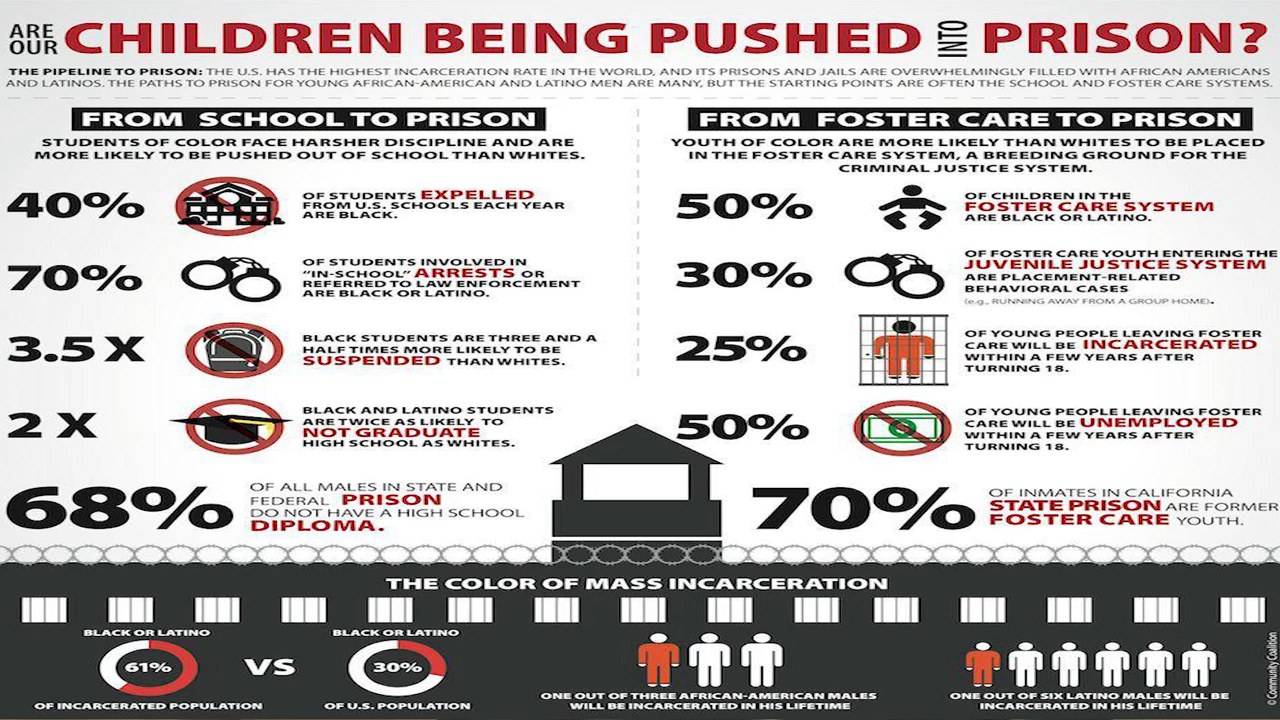 ARE OUR CHILDREN BEING PUSHED INTO PRISON?
THE PIPELINE TO PRISON: THE U.S. HAS THE HIGHEST INCARCERATION RATE IN THE WORLD, AND ITS PRISONS AND JAILS ARE OVERWHELMINGLY FILLED WITH AFRICAN AMERICANS
AND LATINOS. THE PATHS TO PRISON FOR YOUNG AFRICAN-AMERICAN AND LATINO MEN ARE MANY, BUT THE STARTING POINTS ARE OFTEN THE SCHOOL AND FOSTER CARE SYSTEMS.
FROM SCHOOL TO PRISON
STUDENTS OF COLOR FACE HARSHER DISCIPLINE AND ARE
MORE LIKELY TO BE PUSHED OUT OF SCHOOL THAN WHITES.
40%
OF STUDENTS EXPELLED
FROM U.S. SCHOOLS EACH YEAR
ARE BLACK.
70%
OF STUDENTS INVOLVED IN
"IN-SCHOOL" ARRESTS OR
REFERRED TO LAW ENFORCEMENT
ARE BLACK OR LATINO.
3.5 X
BLACK STUDENTS ARE THREE AND A
HALF TIMES MORE LIKELY TO BE
SUSPENDED THAN WHITES.
2 X
BLACK AND LATINO STUDENTS
ARE TWICE AS LIKELY TO
NOT GRADUATE
HIGH SCHOOL AS WHITES.
68%
OF ALL MALES IN STATE AND
FEDERAL PRISON
DO NOT HAVE A HIGH SCHOOL
DIPLOMA.
FROM FOSTER CARE TO PRISON
YOUTH OF COLOR ARE MORE LIKELY THAN WHITES TO BE PLACED
IN THE FOSTER CARE SYSTEM, A BREEDING GROUND FOR THE
CRIMINAL JUSTICE SYSTEM.
50%
OF CHILDREN IN THE
FOSTER CARE SYSTEM
ARE BLACK OR LATINO.
30%
OF FOSTER CARE YOUTH ENTERING THE
JUVENILE JUSTICE SYSTEM
ARE PLACEMENT-RELATED
BEHAVIORAL CASES
(e.g., RUNNING AWAY FROM A GROUP HOME).
25%
OF YOUNG PEOPLE LEAVING FOSTER
CARE WILL BE INCARCERATED
WITHIN A FEW YEARS AFTER
TURNING 18.
50%
OF YOUNG PEOPLE LEAVING FOSTER
CARE WILL BE UNEMPLOYED
WITHIN A FEW YEARS AFTER
TURNING 18.
70%
OF INMATES IN CALIFORNIA
STATE PRISON ARE FORMER
FOSTER CARE YOUTH.
THE COLOR OF MASS INCARCERATION
BLACK OR LATINO
61%
OF INCARCERATED POPULATION
VS
BLACK OR LATINO
30%
OF U.S. POPULATION
ONE OUT OF THREE AFRICAN-AMERICAN MALES
WILL BE INCARCERATED IN HIS LIFETIME
ONE OUT OF SIX LATINO MALES WILL BE
INCARCERATED IN HIS LIFETIME
© Community Coalition